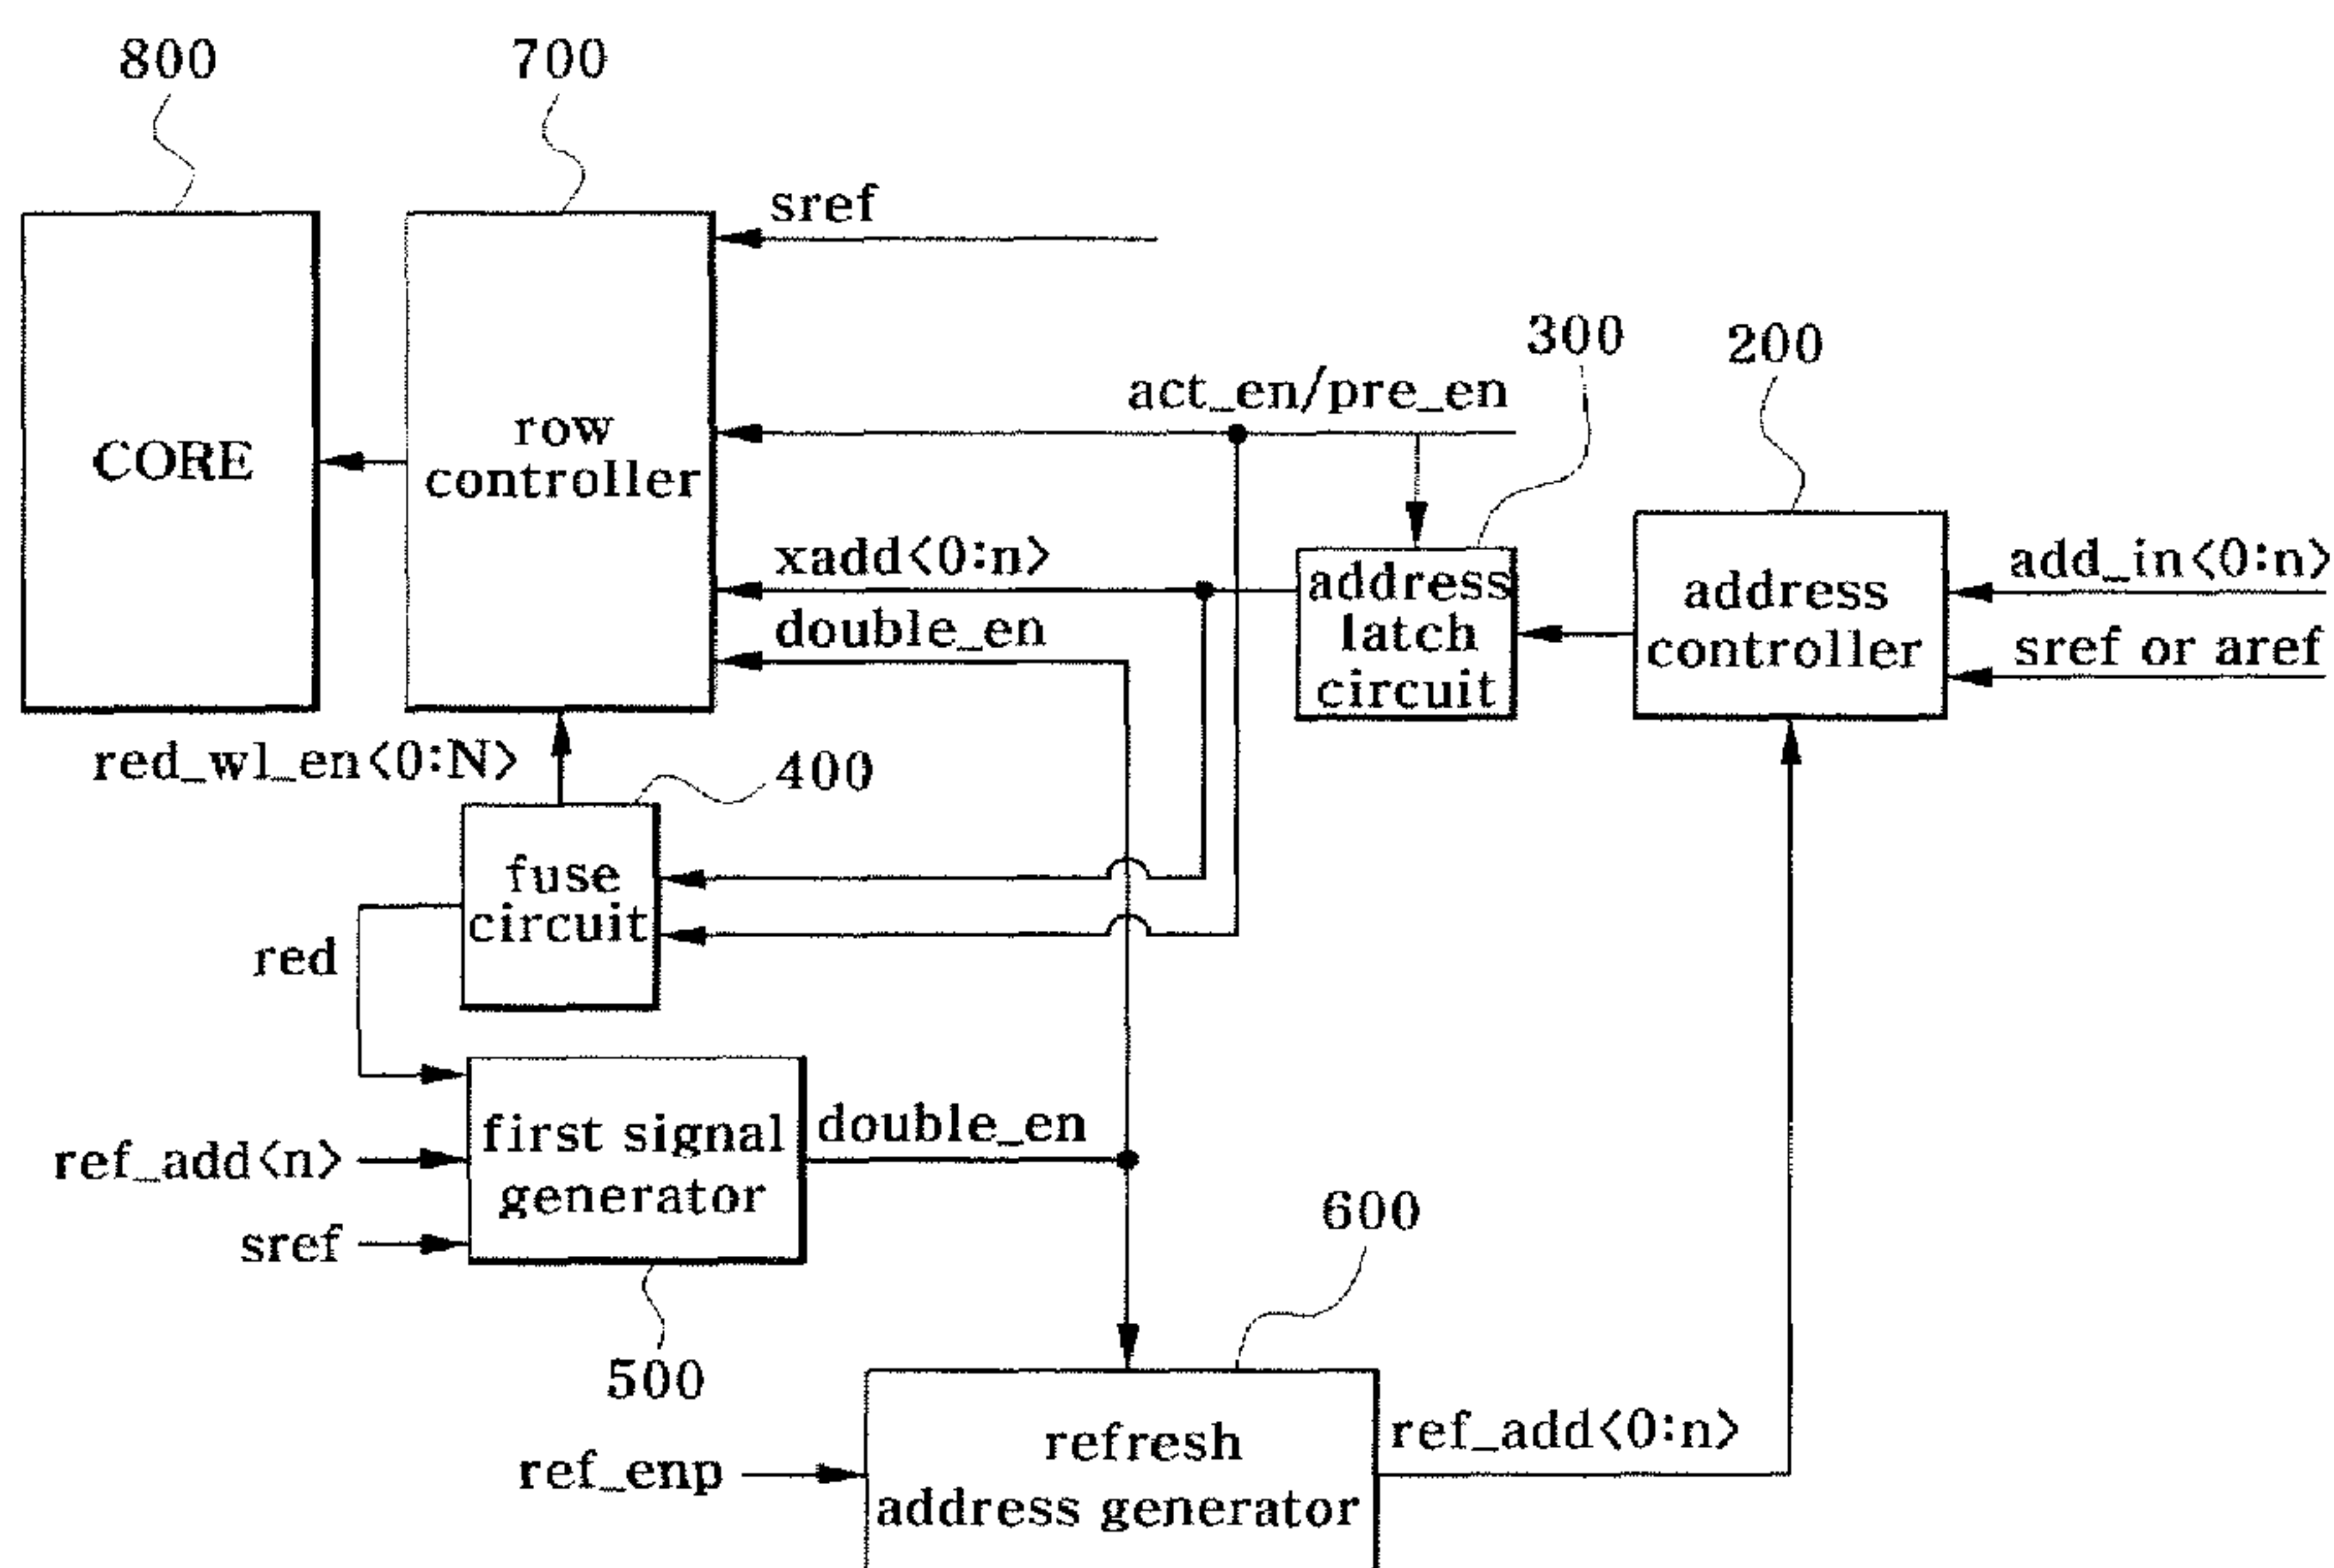 800
700
sref
300
200
act_en/pre_en
CORE
row
controller
xadd<0:n>
double_en
address
latch
circuit
address
controller
add_in<0:n>
sref or aref
red_wl_en<0:N>
400
fuse
circuit
red
first signal
generator
double_en
ref_add<n>
sref
500
600
refresh
address generator
ref_enp
ref_add<0:n>